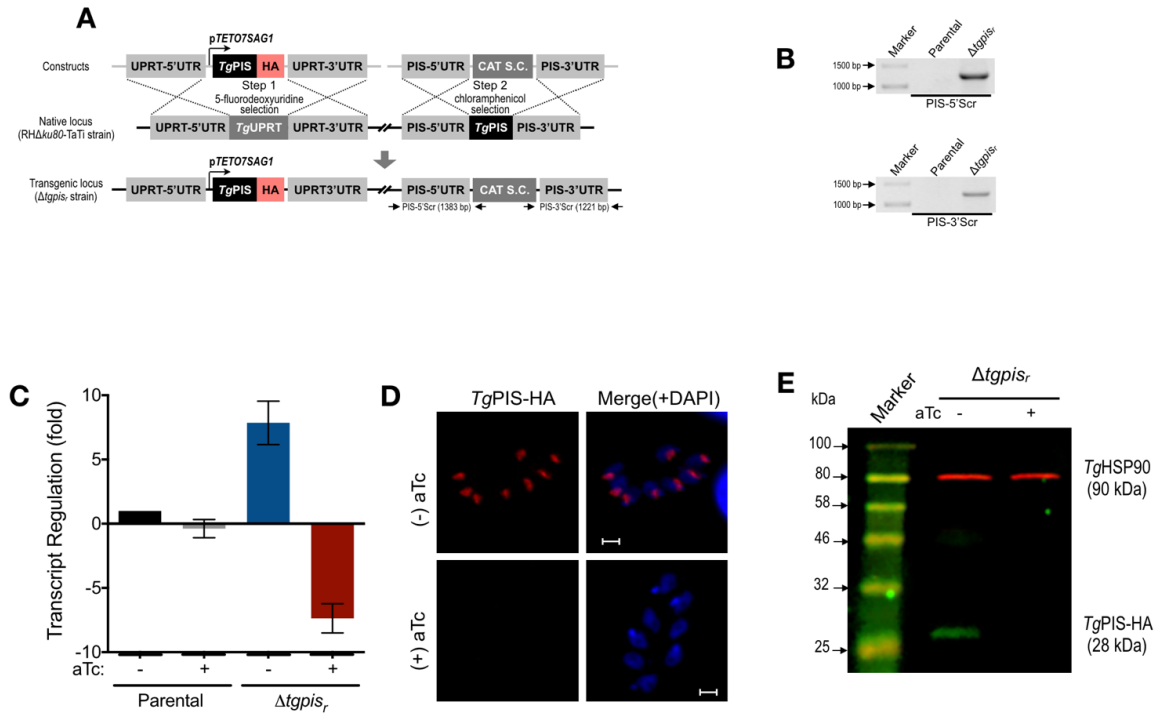 A
pTETO7SAG1
Constructs
UPRT-5'UTR TgPIS HA UPRT-3'UTR PIS-5'UTR CAT S.C. PIS-3'UTR
Step 1
5-fluorodeoxyuridine
selection
Step 2
chloramphenicol
selection
Native locus
(RHΔku80-TaTi strain)
UPRT-5'UTR TgUPRT UPRT-3'UTR PIS-5'UTR TgPIS PIS-3'UTR
pTETO7SAG1
Transgenic locus
(Δtgpisr strain)
UPRT-5'UTR TgPIS HA UPRT3'UTR PIS-5'UTR CAT S.C. PIS-3'UTR
PIS-5'Scr (1383 bp) PIS-3'Scr (1221 bp)
B
Marker Parental Δtgpisr
1500 bp
1000 bp
PIS-5'Scr
Marker Parental Δtgpisr
1500 bp
1000 bp
PIS-3'Scr
C
Transcript Regulation (fold)
10
5
0
-5
-10
aTc: - + - +
Parental Δtgpisr
D
TgPIS-HA Merge(+DAPI)
(-) aTc
(+) aTc
E
kDa Marker Δtgpisr
aTc - +
100
80
58
46
32
25
TgHSP90
(90 kDa)
TgPIS-HA
(28 kDa)